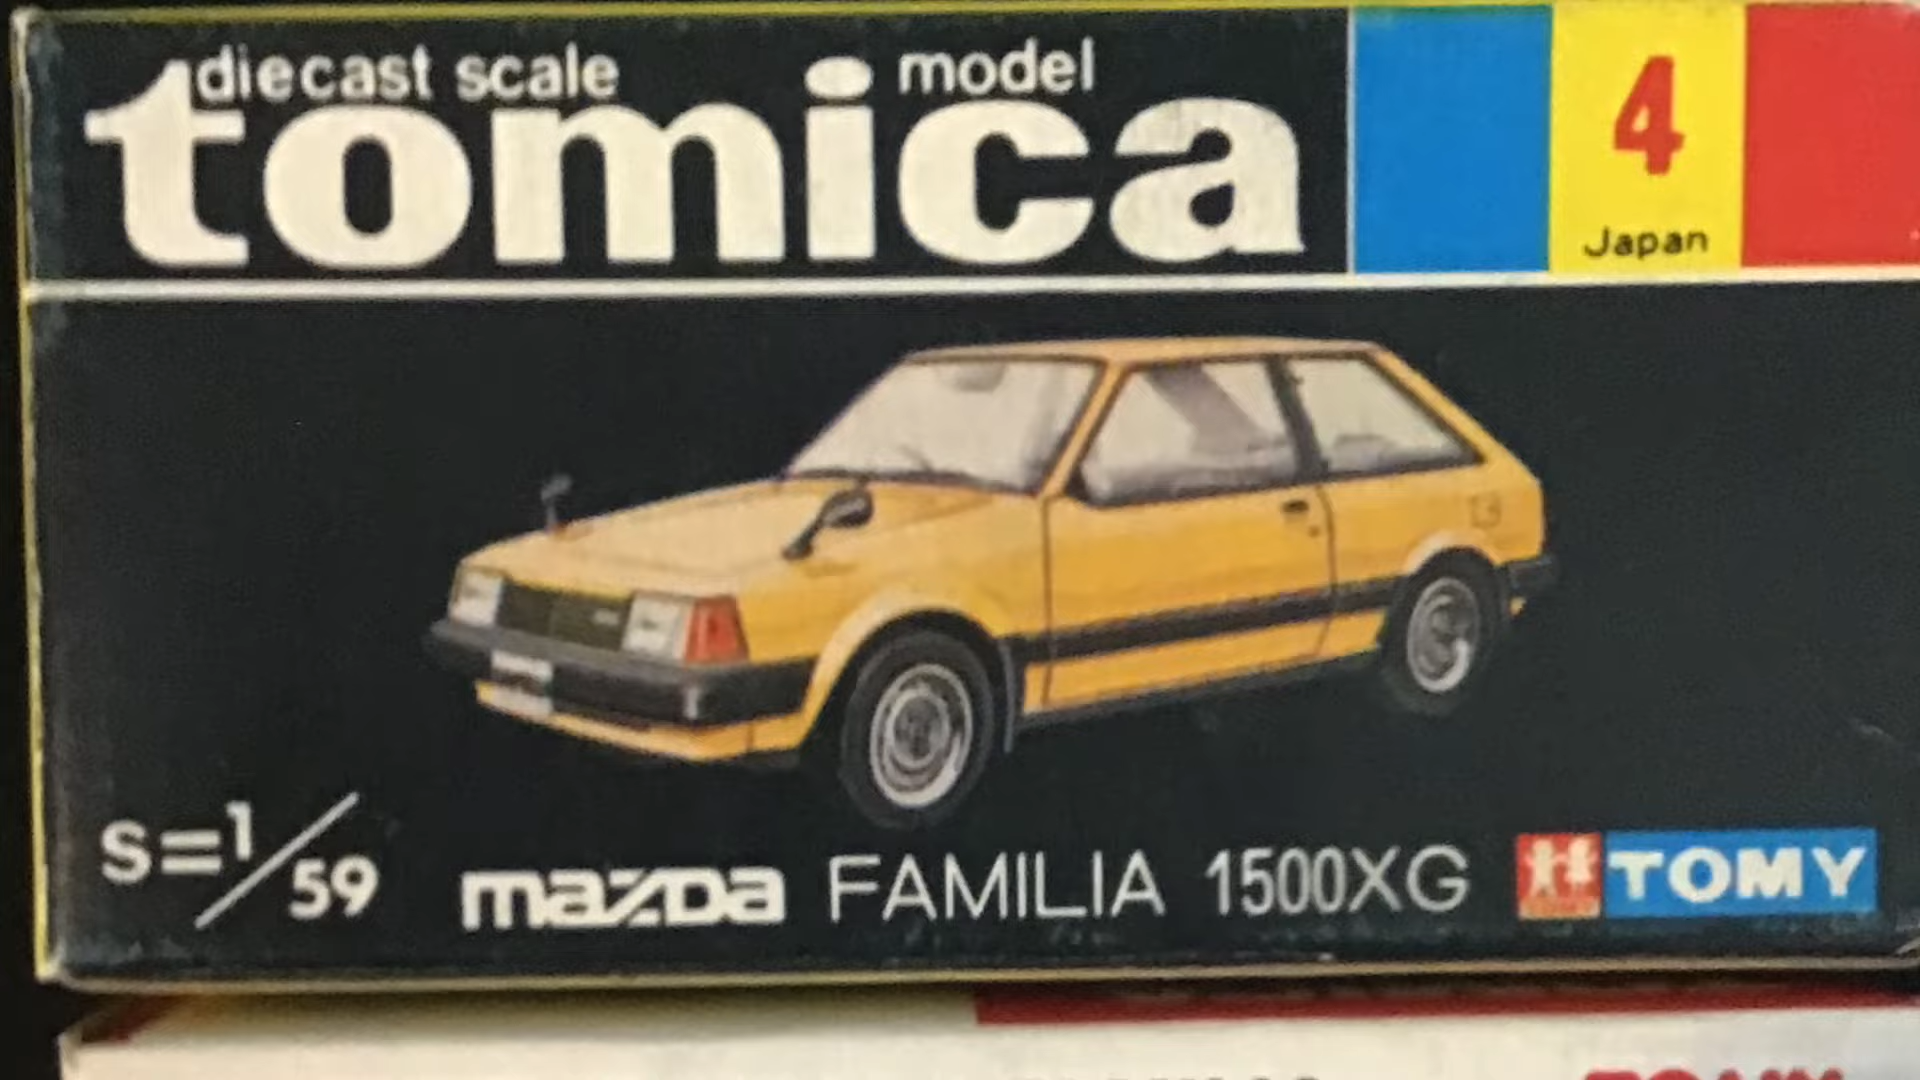 diecast scale model
tomica
4
Japan
S=1/59
mazda FAMILIA 1500XG
TOMY